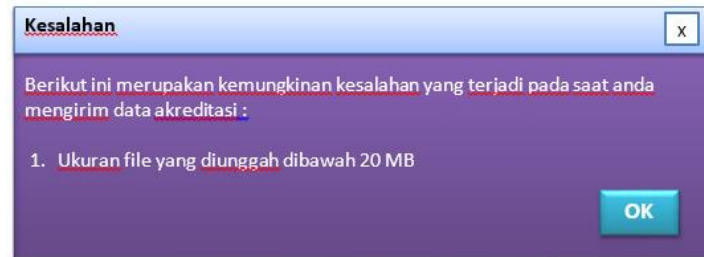 Kesalahan
x
Berikut ini merupakan kemungkinan kesalahan yang terjadi pada saat anda
mengirim data akreditasi :
1. Ukuran file yang diunggah dibawah 20 MB
OK